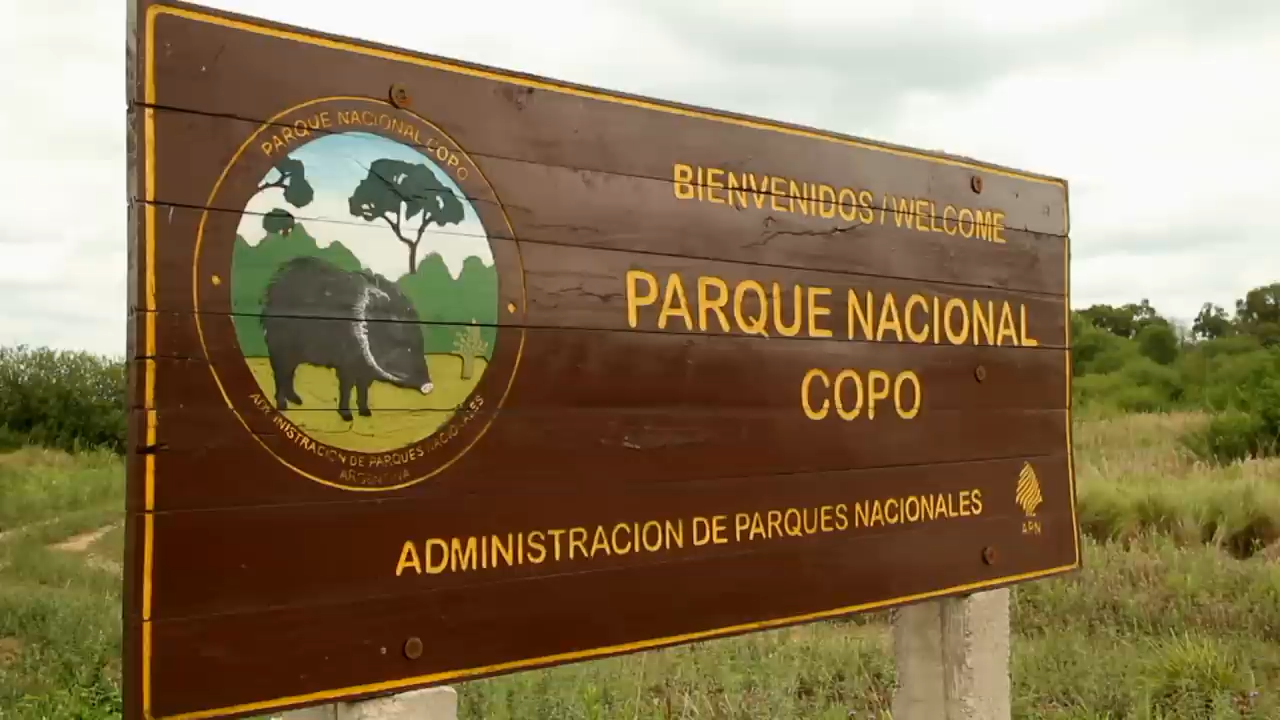 PARQUE NACIONAL COPO
ADMINISTRACION DE PARQUES NACIONALES
ARGENTINA
BIENVENIDOS / WELCOME
PARQUE NACIONAL
COPO
ADMINISTRACION DE PARQUES NACIONALES
APN